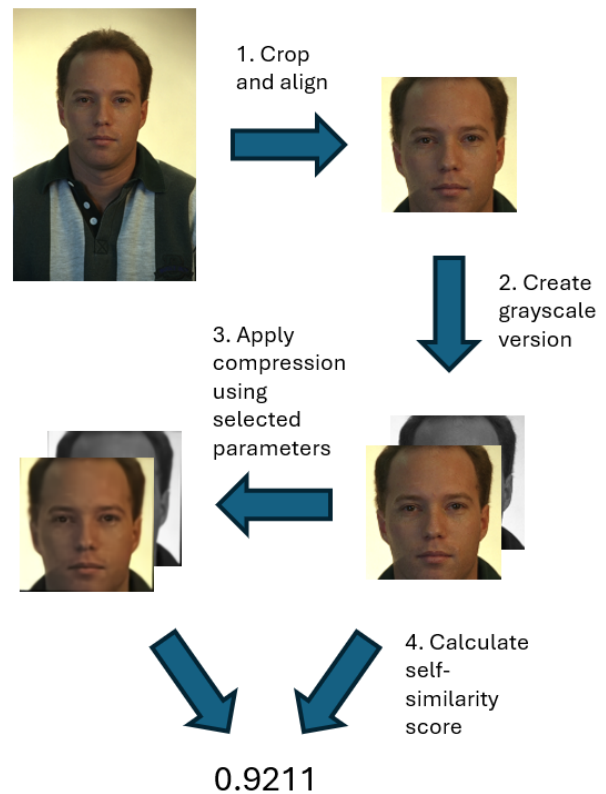 1. Crop
and align
2. Create
grayscale
version
3. Apply
compression
using
selected
parameters
4. Calculate
self-
similarity
score
0.9211